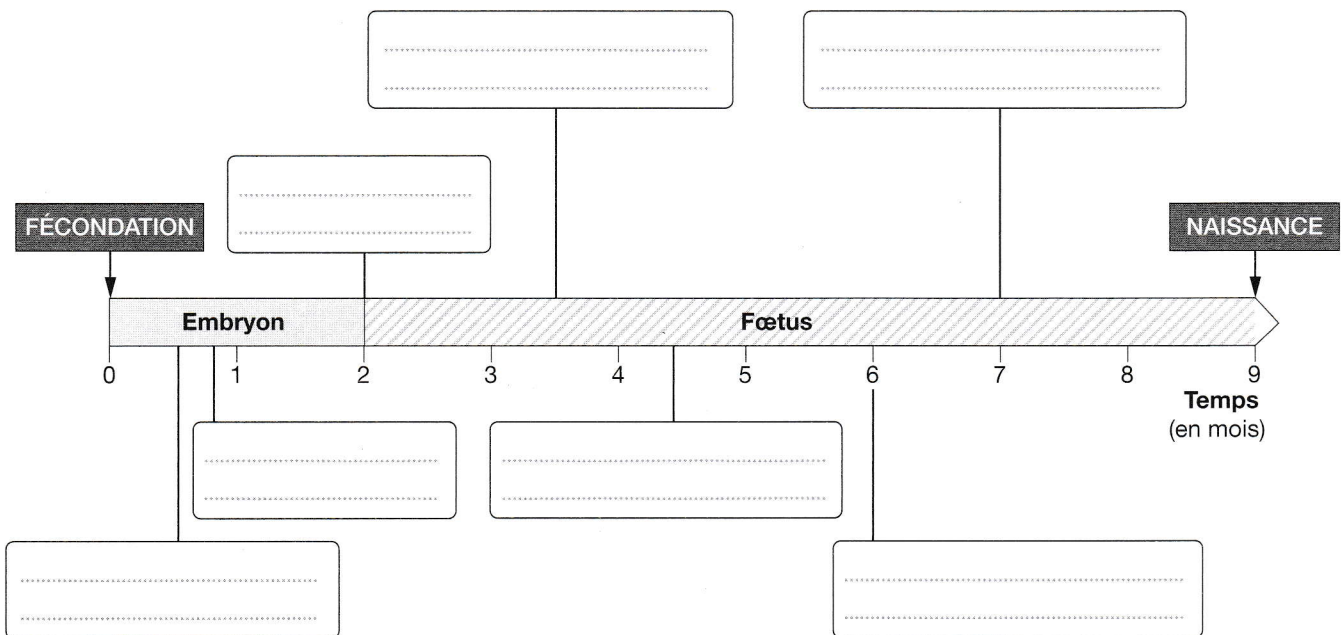 FÉCONDATION
NAISSANCE
Embryon
Fœtus
0 1 2 3 4 5 6 7 8 9
Temps
(en mois)